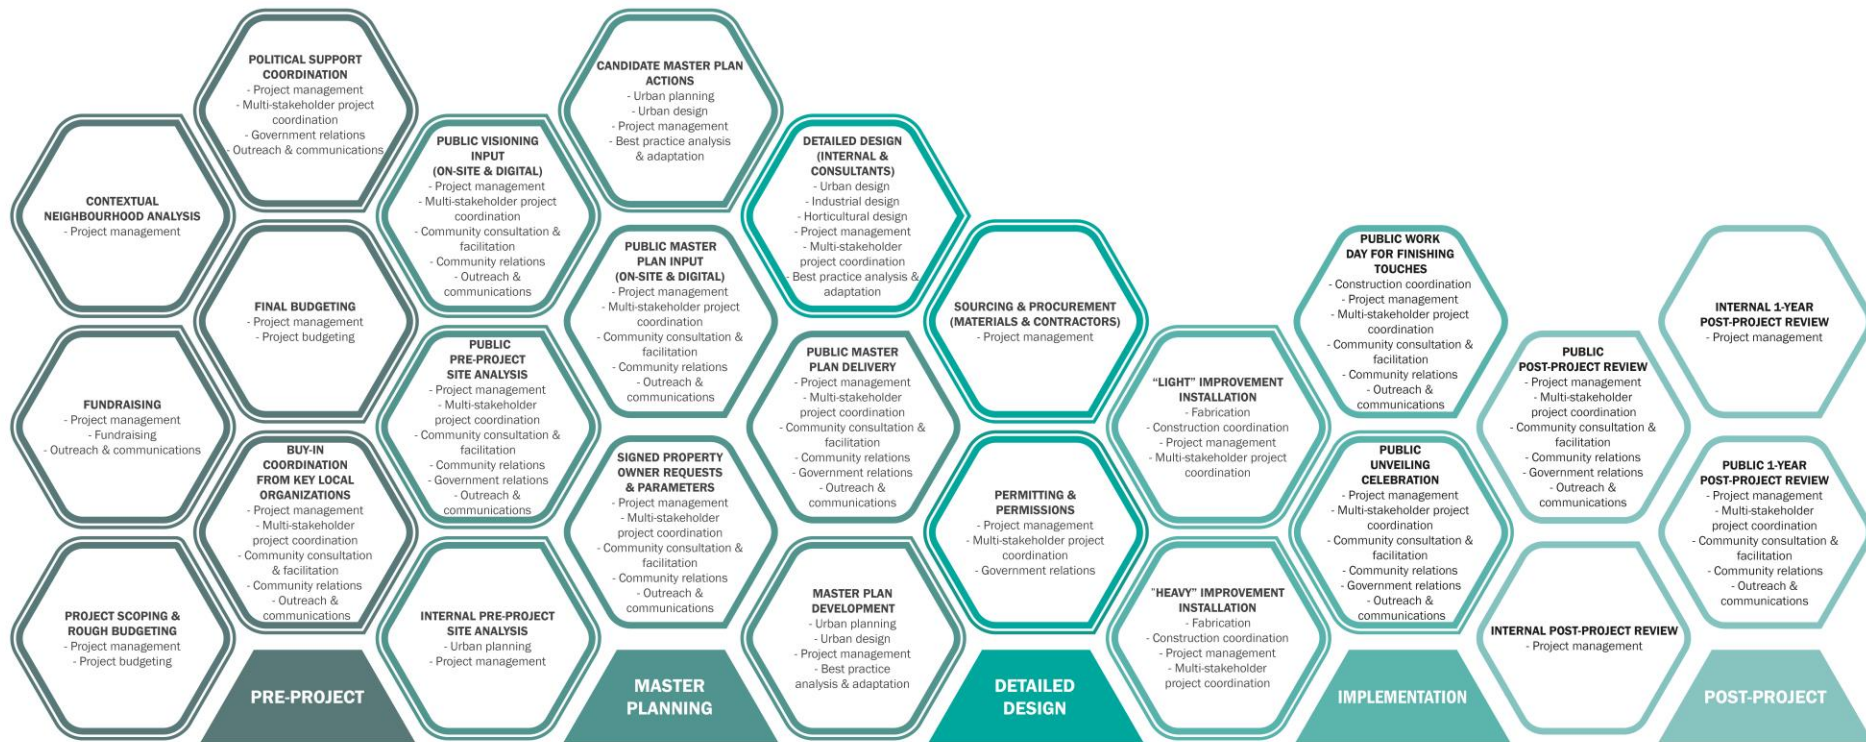 POLITICAL SUPPORT
COORDINATION
- Project management
- Multi-stakeholder project
coordination
- Government relations
- Outreach & communications
CONTEXTUAL
NEIGHBOURHOOD ANALYSIS
- Project management
FINAL BUDGETING
- Project management
- Project budgeting
FUNDRAISING
- Project management
- Fundraising
- Outreach & communications
BUY-IN
COORDINATION
FROM KEY LOCAL
ORGANIZATIONS
- Project management
- Multi-stakeholder
project coordination
- Community consultation
& facilitation
- Community relations
- Outreach &
communications
PROJECT SCOPING &
ROUGH BUDGETING
- Project management
- Project budgeting
PRE-PROJECT
PUBLIC VISIONING
INPUT
(ON-SITE & DIGITAL)
- Project management
- Multi-stakeholder project
coordination
- Community consultation &
facilitation
- Community relations
- Outreach &
communications
PUBLIC
PRE-PROJECT
SITE ANALYSIS
- Project management
- Multi-stakeholder
project coordination
- Community consultation &
facilitation
- Community relations
- Government relations
- Outreach &
communications
INTERNAL PRE-PROJECT
SITE ANALYSIS
- Urban planning
- Project management
CANDIDATE MASTER PLAN
ACTIONS
- Urban planning
- Urban design
- Project management
- Best practice analysis
& adaptation
PUBLIC MASTER
PLAN INPUT
(ON-SITE & DIGITAL)
- Project management
- Multi-stakeholder project
coordination
- Community consultation &
facilitation
- Community relations
- Outreach &
communications
SIGNED PROPERTY
OWNER REQUESTS
& PARAMETERS
- Project management
- Multi-stakeholder
project coordination
- Community consultation &
facilitation
- Community relations
- Outreach &
communications
MASTER
PLANNING
DETAILED DESIGN
(INTERNAL &
CONSULTANTS)
- Urban design
- Industrial design
- Horticultural design
- Project management
- Multi-stakeholder
project coordination
- Best practice analysis &
adaptation
PUBLIC MASTER
PLAN DELIVERY
- Project management
- Multi-stakeholder
project coordination
- Community consultation &
facilitation
- Community relations
- Government relations
- Outreach &
communications
MASTER PLAN
DEVELOPMENT
- Urban planning
- Urban design
- Project management
- Best practice
analysis & adaptation
SOURCING & PROCUREMENT
(MATERIALS & CONTRACTORS)
- Project management
PERMITTING &
PERMISSIONS
- Project management
- Multi-stakeholder project
coordination
- Government relations
DETAILED
DESIGN
“LIGHT” IMPROVEMENT
INSTALLATION
- Fabrication
- Construction coordination
- Project management
- Multi-stakeholder project
coordination
"HEAVY” IMPROVEMENT
INSTALLATION
- Fabrication
- Construction coordination
- Project management
- Multi-stakeholder
project coordination
PUBLIC WORK
DAY FOR FINISHING
TOUCHES
- Construction coordination
- Project management
- Multi-stakeholder project
coordination
- Community consultation &
facilitation
- Community relations
- Outreach &
communications
PUBLIC
UNVEILING
CELEBRATION
- Project management
- Multi-stakeholder project
coordination
- Community consultation &
facilitation
- Community relations
- Government relations
- Outreach &
communications
IMPLEMENTATION
PUBLIC
POST-PROJECT REVIEW
- Project management
- Multi-stakeholder
project coordination
- Community consultation &
facilitation
- Community relations
- Government relations
- Outreach &
communications
INTERNAL POST-PROJECT REVIEW
- Project management
INTERNAL 1-YEAR
POST-PROJECT REVIEW
- Project management
PUBLIC 1-YEAR
POST-PROJECT REVIEW
- Project management
- Multi-stakeholder
project coordination
- Community consultation &
facilitation
- Community relations
- Outreach &
communications
POST-PROJECT